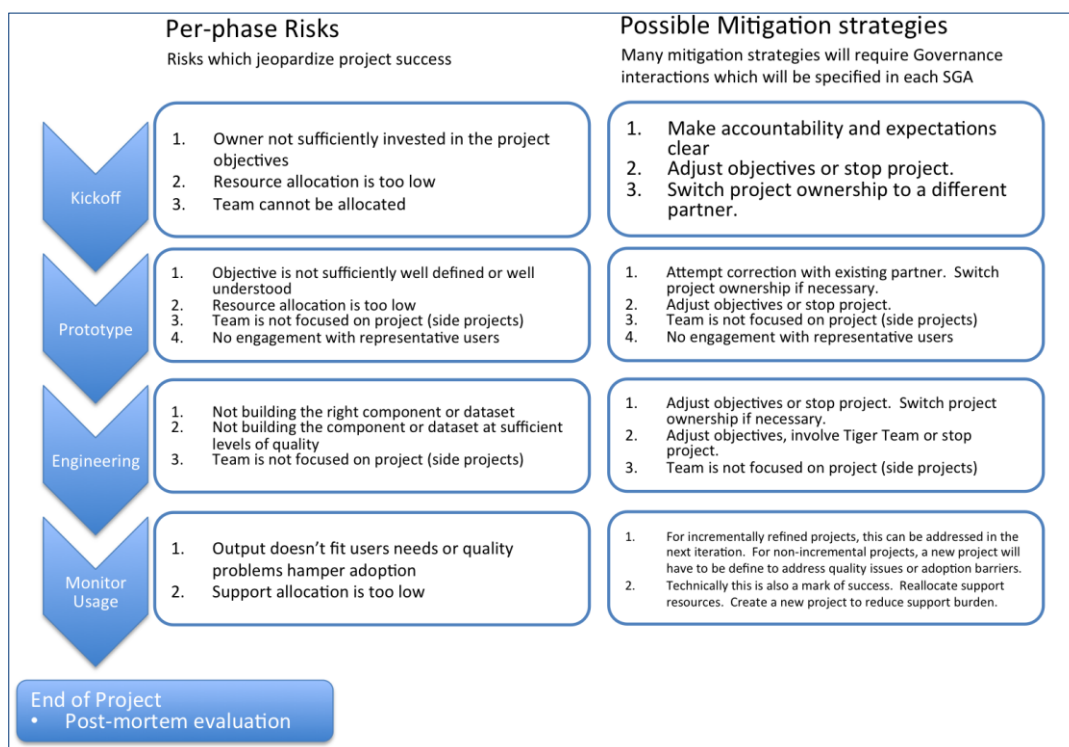 Per-phase Risks
Risks which jeopardize project success
Possible Mitigation strategies
Many mitigation strategies will require Governance
interactions which will be specified in each SGA
Kickoff
1. Owner not sufficiently invested in the project
objectives
2. Resource allocation is too low
3. Team cannot be allocated
1. Make accountability and expectations
clear
2. Adjust objectives or stop project.
3. Switch project ownership to a different
partner.
Prototype
1. Objective is not sufficiently well defined or well
understood
2. Resource allocation is too low
3. Team is not focused on project (side projects)
4. No engagement with representative users
1. Attempt correction with existing partner. Switch
project ownership if necessary.
2. Adjust objectives or stop project.
3. Team is not focused on project (side projects)
4. No engagement with representative users
Engineering
1. Not building the right component or dataset
2. Not building the component or dataset at sufficient
levels of quality
3. Team is not focused on project (side projects)
1. Adjust objectives or stop project. Switch project
ownership if necessary.
2. Adjust objectives, involve Tiger Team or stop
project.
3. Team is not focused on project (side projects)
Monitor
Usage
1. Output doesn't fit users needs or quality
problems hamper adoption
2. Support allocation is too low
1. For incrementally refined projects, this can be addressed in the
next iteration. For non-incremental projects, a new project will
have to be define to address quality issues or adoption barriers.
2. Technically this is also a mark of success. Reallocate support
resources. Create a new project to reduce support burden.
End of Project
• Post-mortem evaluation